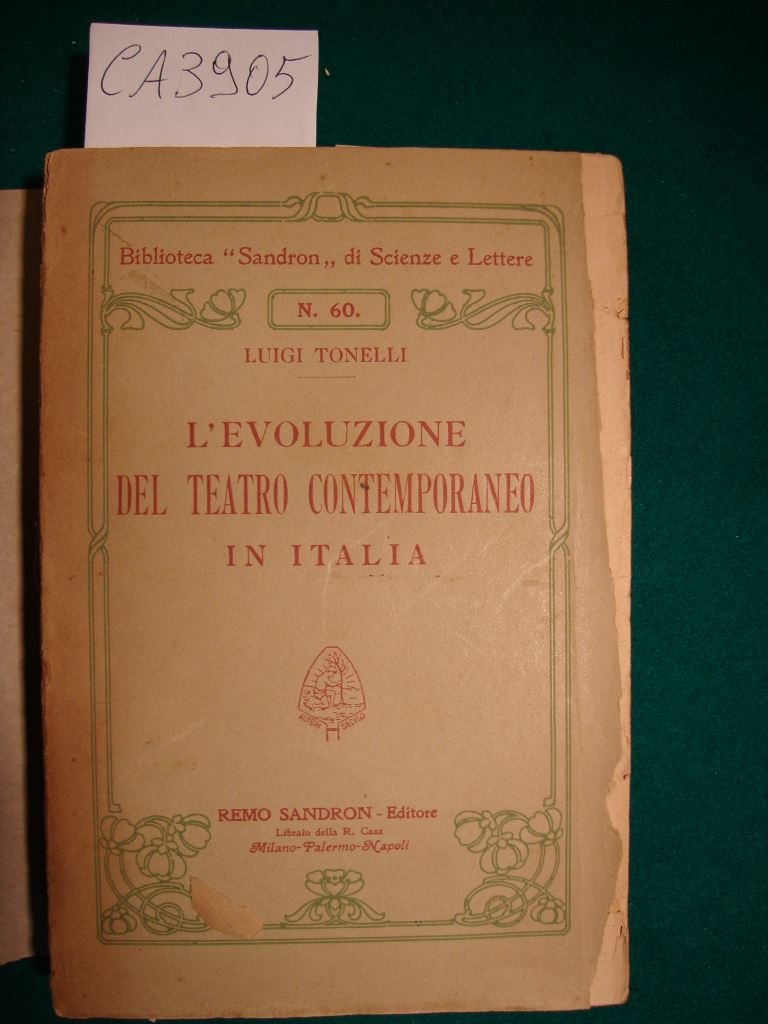 CA3905
Biblioteca “Sandron„ di Scienze e Lettere
N. 60.
LUIGI TONELLI
L'EVOLUZIONE
DEL TEATRO CONTEMPORANEO
IN ITALIA
REMO SANDRON - Editore
Libraio della R. Casa
Milano-Palermo-Napoli